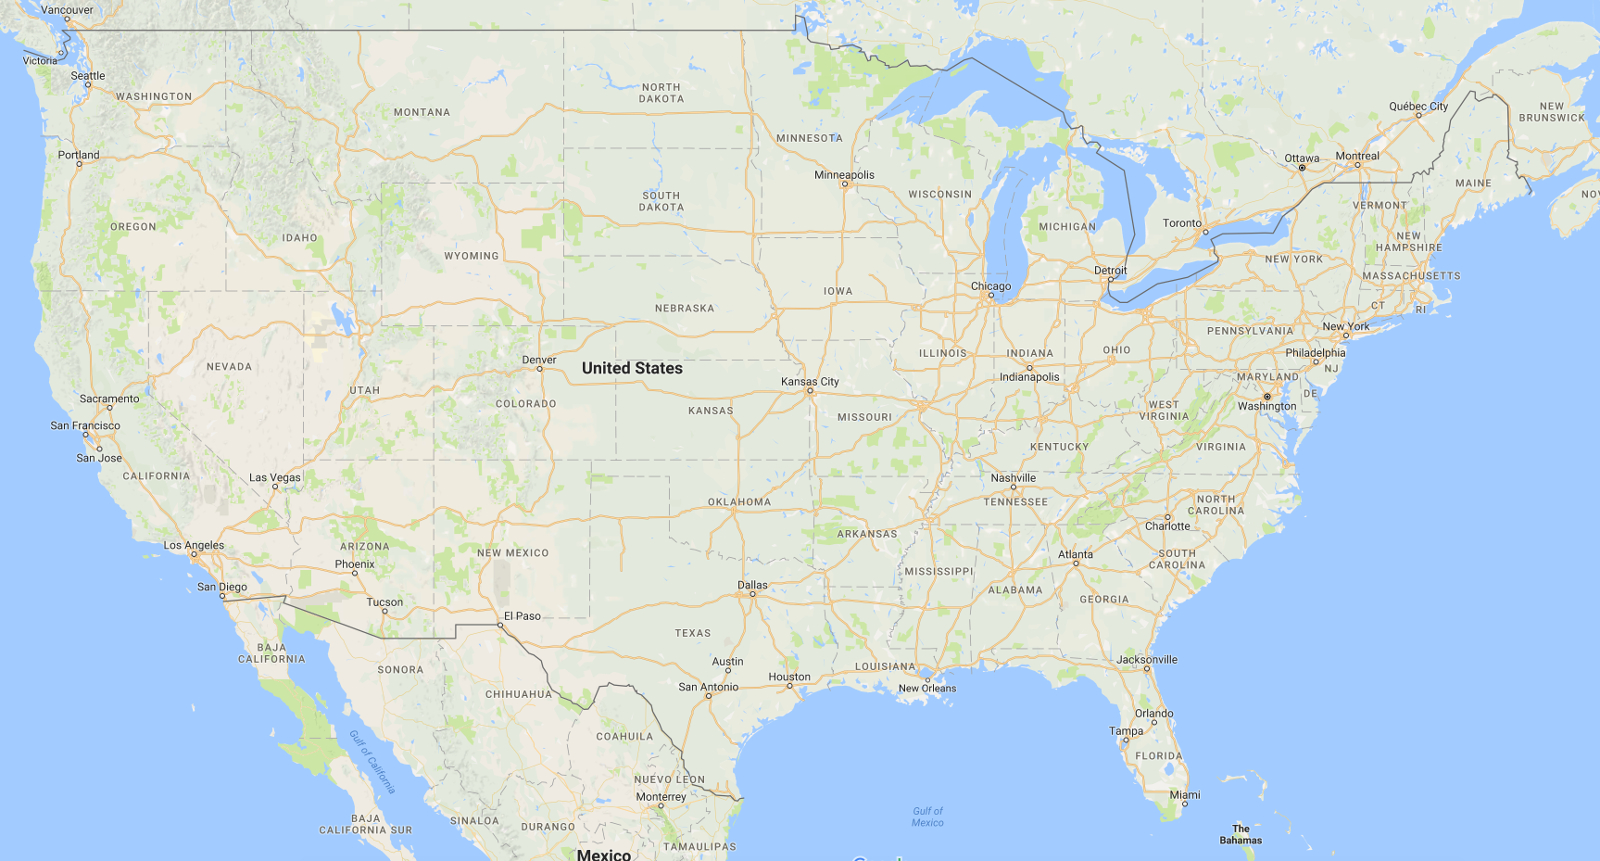 Vancouver
Victoria
Seattle
WASHINGTON
MONTANA
NORTH
DAKOTA
MINNESOTA
Québec City
NEW
BRUNSWICK
Portland
Minneapolis
WISCONSIN
Ottawa
Montreal
MAINE
NO
OREGON
IDAHO
SOUTH
DAKOTA
MICHIGAN
Toronto
VERMONT
NEW
HAMPSHIRE
WYOMING
Detroit
NEW YORK
MASSACHUSETTS
IOWA
Chicago
CT
RI
NEBRASKA
PENNSYLVANIA
New York
NEVADA
Denver
United States
ILLINOIS
INDIANA
OHIO
Philadelphia
NJ
Indianapolis
MARYLAND
UTAH
Kansas City
DE
Sacramento
COLORADO
KANSAS
MISSOURI
WEST
VIRGINIA
Washington
San Francisco
San Jose
KENTUCKY
VIRGINIA
CALIFORNIA
Las Vegas
Nashville
TENNESSEE
OKLAHOMA
NORTH
CAROLINA
Charlotte
Los Angeles
ARIZONA
NEW MEXICO
ARKANSAS
Atlanta
SOUTH
CAROLINA
Phoenix
MISSISSIPPI
San Diego
Dallas
ALABAMA
GEORGIA
Tucson
El Paso
TEXAS
BAJA
CALIFORNIA
SONORA
Austin
LOUISIANA
Jacksonville
San Antonio
Houston
New Orleans
CHIHUAHUA
Orlando
Gulf of California
COAHUILA
Tampa
FLORIDA
NUEVO LEON
Monterrey
Miami
BAJA
CALIFORNIA SUR
SINALOA
DURANGO
Gulf of
Mexico
The
Bahamas
TAMAULIPAS
Mexico